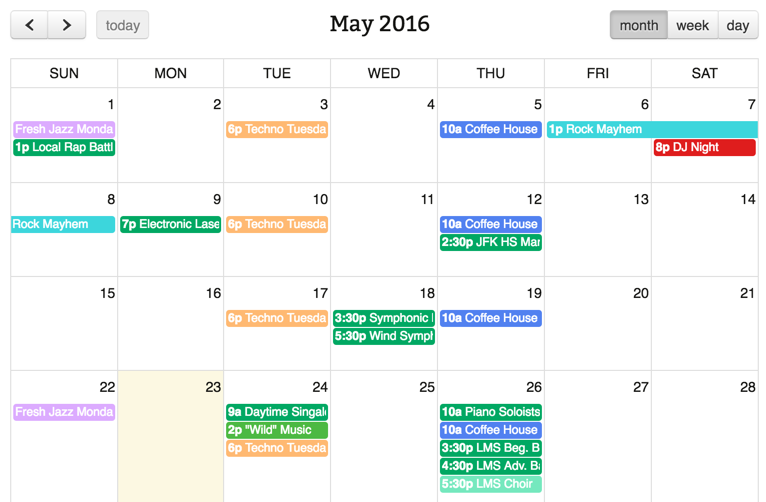 today
May 2016
month week day
SUN MON TUE WED THU FRI SAT
1 2 3 4 5 6 7
Fresh Jazz Monda 6p Techno Tuesda 10a Coffee House 1p Rock Mayhem
1p Local Rap Battl 8p DJ Night
8 9 10 11 12 13 14
Rock Mayhem 7p Electronic Lase 6p Techno Tuesda 10a Coffee House
2:30p JFK HS Mar
15 16 17 18 19 20 21
6p Techno Tuesda 3:30p Symphonic 10a Coffee House
5:30p Wind Symph
22 23 24 25 26 27 28
Fresh Jazz Monda 9a Daytime Singal 10a Piano Soloists
2p "Wild" Music 10a Coffee House
6p Techno Tuesda 3:30p LMS Beg. B
4:30p LMS Adv. Ba
5:30p LMS Choir